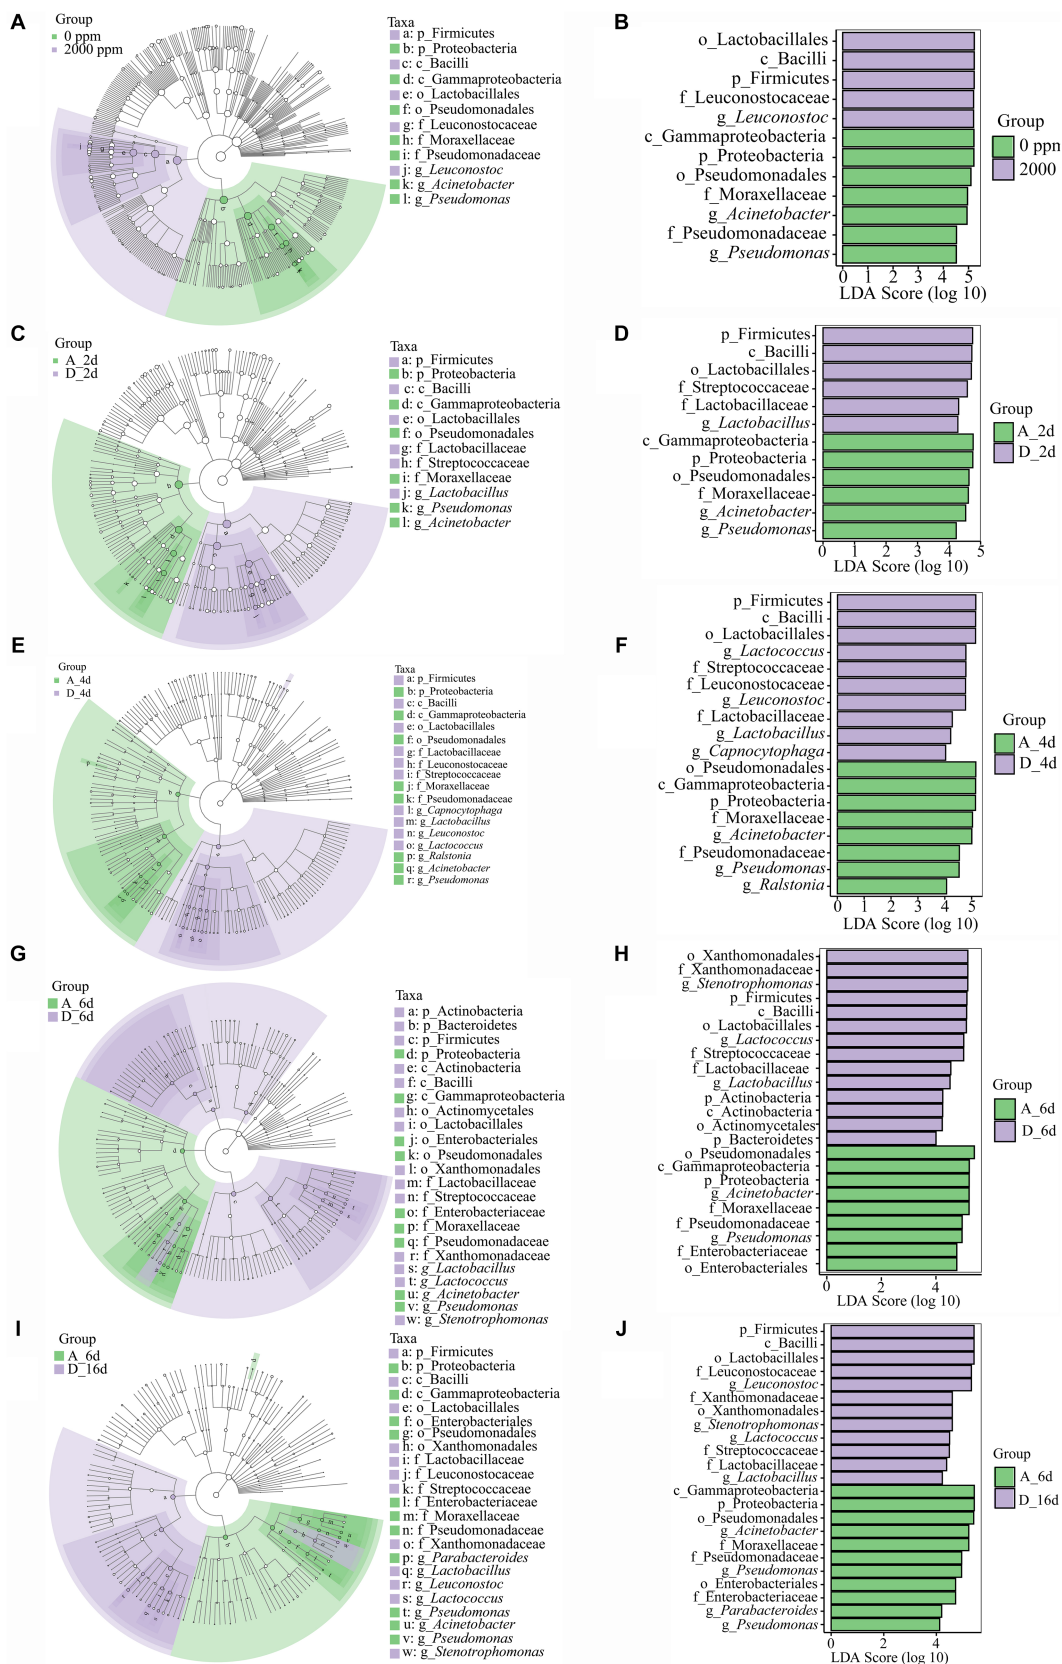 A
Group
0 ppm
2000 ppm
Taxa
a: p_Firmicutes
b: p_Proteobacteria
c: c_Bacilli
d: c_Gammaproteobacteria
e: o_Lactobacillales
f: o_Pseudomonadales
g: f_Leuconostocaceae
h: f_Moraxellaceae
i: f_Pseudomonadaceae
j: g_Leuconostoc
k: g_Acinetobacter
l: g_Pseudomonas
B
o_Lactobacillales
c_Bacilli
p_Firmicutes
f_Leuconostocaceae
g_Leuconostoc
c_Gammaproteobacteria
p_Proteobacteria
o_Pseudomonadales
f_Moraxellaceae
g_Acinetobacter
f_Pseudomonadaceae
g_Pseudomonas
0 1 2 3 4 5
LDA Score (log 10)
Group
0 ppn
2000
C
Group
A_2d
D_2d
Taxa
a: p_Firmicutes
b: p_Proteobacteria
c: c_Bacilli
d: c_Gammaproteobacteria
e: o_Lactobacillales
f: o_Pseudomonadales
g: f_Lactobacillaceae
h: f_Streptococcaceae
i: f_Moraxellaceae
j: g_Lactobacillus
k: g_Pseudomonas
l: g_Acinetobacter
D
p_Firmicutes
c_Bacilli
o_Lactobacillales
f_Streptococcaceae
f_Lactobacillaceae
g_Lactobacillus
c_Gammaproteobacteria
p_Proteobacteria
o_Pseudomonadales
f_Moraxellaceae
g_Acinetobacter
g_Pseudomonas
0 1 2 3 4 5
LDA Score (log 10)
Group
A_2d
D_2d
E
Group
A_4d
D_4d
Taxa
a: p_Firmicutes
b: p_Proteobacteria
c: c_Bacilli
d: c_Gammaproteobacteria
e: o_Lactobacillales
f: o_Pseudomonadales
g: f_Lactobacillaceae
h: f_Leuconostocaceae
i: f_Streptococcaceae
j: f_Moraxellaceae
k: f_Pseudomonadaceae
l: g_Capnocytophaga
m: g_Lactobacillus
n: g_Leuconostoc
o: g_Lactococcus
p: g_Ralstonia
q: g_Acinetobacter
r: g_Pseudomonas
F
p_Firmicutes
c_Bacilli
o_Lactobacillales
g_Lactococcus
f_Streptococcaceae
f_Leuconostocaceae
g_Leuconostoc
f_Lactobacillaceae
g_Lactobacillus
g_Capnocytophaga
o_Pseudomonadales
c_Gammaproteobacteria
p_Proteobacteria
f_Moraxellaceae
g_Acinetobacter
f_Pseudomonadaceae
g_Pseudomonas
g_Ralstonia
0 1 2 3 4 5
LDA Score (log 10)
Group
A_4d
D_4d
G
Group
A_6d
D_6d
Taxa
a: p_Actinobacteria
b: p_Bacteroidetes
c: p_Firmicutes
d: p_Proteobacteria
e: c_Actinobacteria
f: c_Bacilli
g: c_Gammaproteobacteria
h: o_Actinomycetales
i: o_Lactobacillales
j: o_Enterobacteriales
k: o_Pseudomonadales
l: o_Xanthomonadales
m: f_Lactobacillaceae
n: f_Streptococcaceae
o: f_Enterobacteriaceae
p: f_Moraxellaceae
q: f_Pseudomonadaceae
r: f_Xanthomonadaceae
s: g_Lactobacillus
t: g_Lactococcus
u: g_Acinetobacter
v: g_Pseudomonas
w: g_Stenotrophomonas
H
o_Xanthomonadales
f_Xanthomonadaceae
g_Stenotrophomonas
p_Firmicutes
c_Bacilli
o_Lactobacillales
g_Lactococcus
f_Streptococcaceae
f_Lactobacillaceae
g_Lactobacillus
p_Actinobacteria
c_Actinobacteria
o_Actinomycetales
p_Bacteroidetes
o_Pseudomonadales
c_Gammaproteobacteria
p_Proteobacteria
g_Acinetobacter
f_Moraxellaceae
f_Pseudomonadaceae
g_Pseudomonas
f_Enterobacteriaceae
o_Enterobacteriales
0 2 4
LDA Score (log 10)
Group
A_6d
D_6d
I
Group
A_6d
D_16d
Taxa
a: p_Firmicutes
b: p_Proteobacteria
c: c_Bacilli
d: c_Gammaproteobacteria
e: o_Lactobacillales
f: o_Enterobacteriales
g: o_Pseudomonadales
h: o_Xanthomonadales
i: f_Lactobacillaceae
j: f_Leuconostocaceae
k: f_Streptococcaceae
l: f_Enterobacteriaceae
m: f_Moraxellaceae
n: f_Pseudomonadaceae
o: f_Xanthomonadaceae
p: g_Parabacteroides
q: g_Lactobacillus
r: g_Leuconostoc
s: g_Lactococcus
t: g_Pseudomonas
u: g_Acinetobacter
v: g_Pseudomonas
w: g_Stenotrophomonas
J
p_Firmicutes
c_Bacilli
o_Lactobacillales
f_Leuconostocaceae
g_Leuconostoc
f_Xanthomonadaceae
o_Xanthomonadales
g_Stenotrophomonas
g_Lactococcus
f_Streptococcaceae
f_Lactobacillaceae
g_Lactobacillus
c_Gammaproteobacteria
p_Proteobacteria
o_Pseudomonadales
g_Acinetobacter
f_Moraxellaceae
f_Pseudomonadaceae
g_Pseudomonas
o_Enterobacteriales
f_Enterobacteriaceae
g_Parabacteroides
g_Pseudomonas
0 2 4
LDA Score (log 10)
Group
A_6d
D_16d